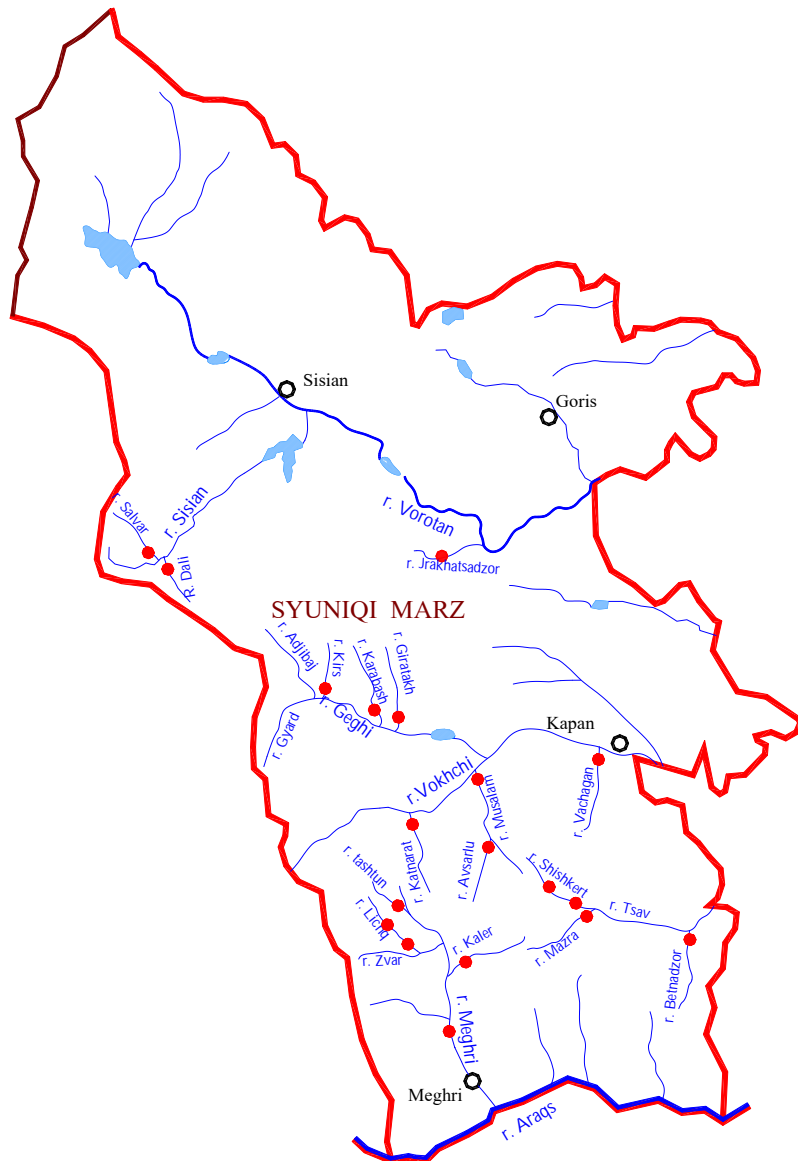 Sisian
Goris
r. Salvar
r. Sisian
R. Dali
r. Vorotan
r. Jrakhatsadzor
SYUNIQI MARZ
r. Adjibaj
r. Kirs
r. Karabash
r. Giratakh
r. Gyard
r. Geghi
Kapan
r.Vokhchi
r. Musalam
r. Vachagan
r. Katnarat
r. Avsarlu
r. Iashtun
r. Shishkert
r. Tsav
r. Lichq
r. Zvar
r. Kaler
r. Mazra
r. Betnadzor
r. Meghri
Meghri
r. Araqs